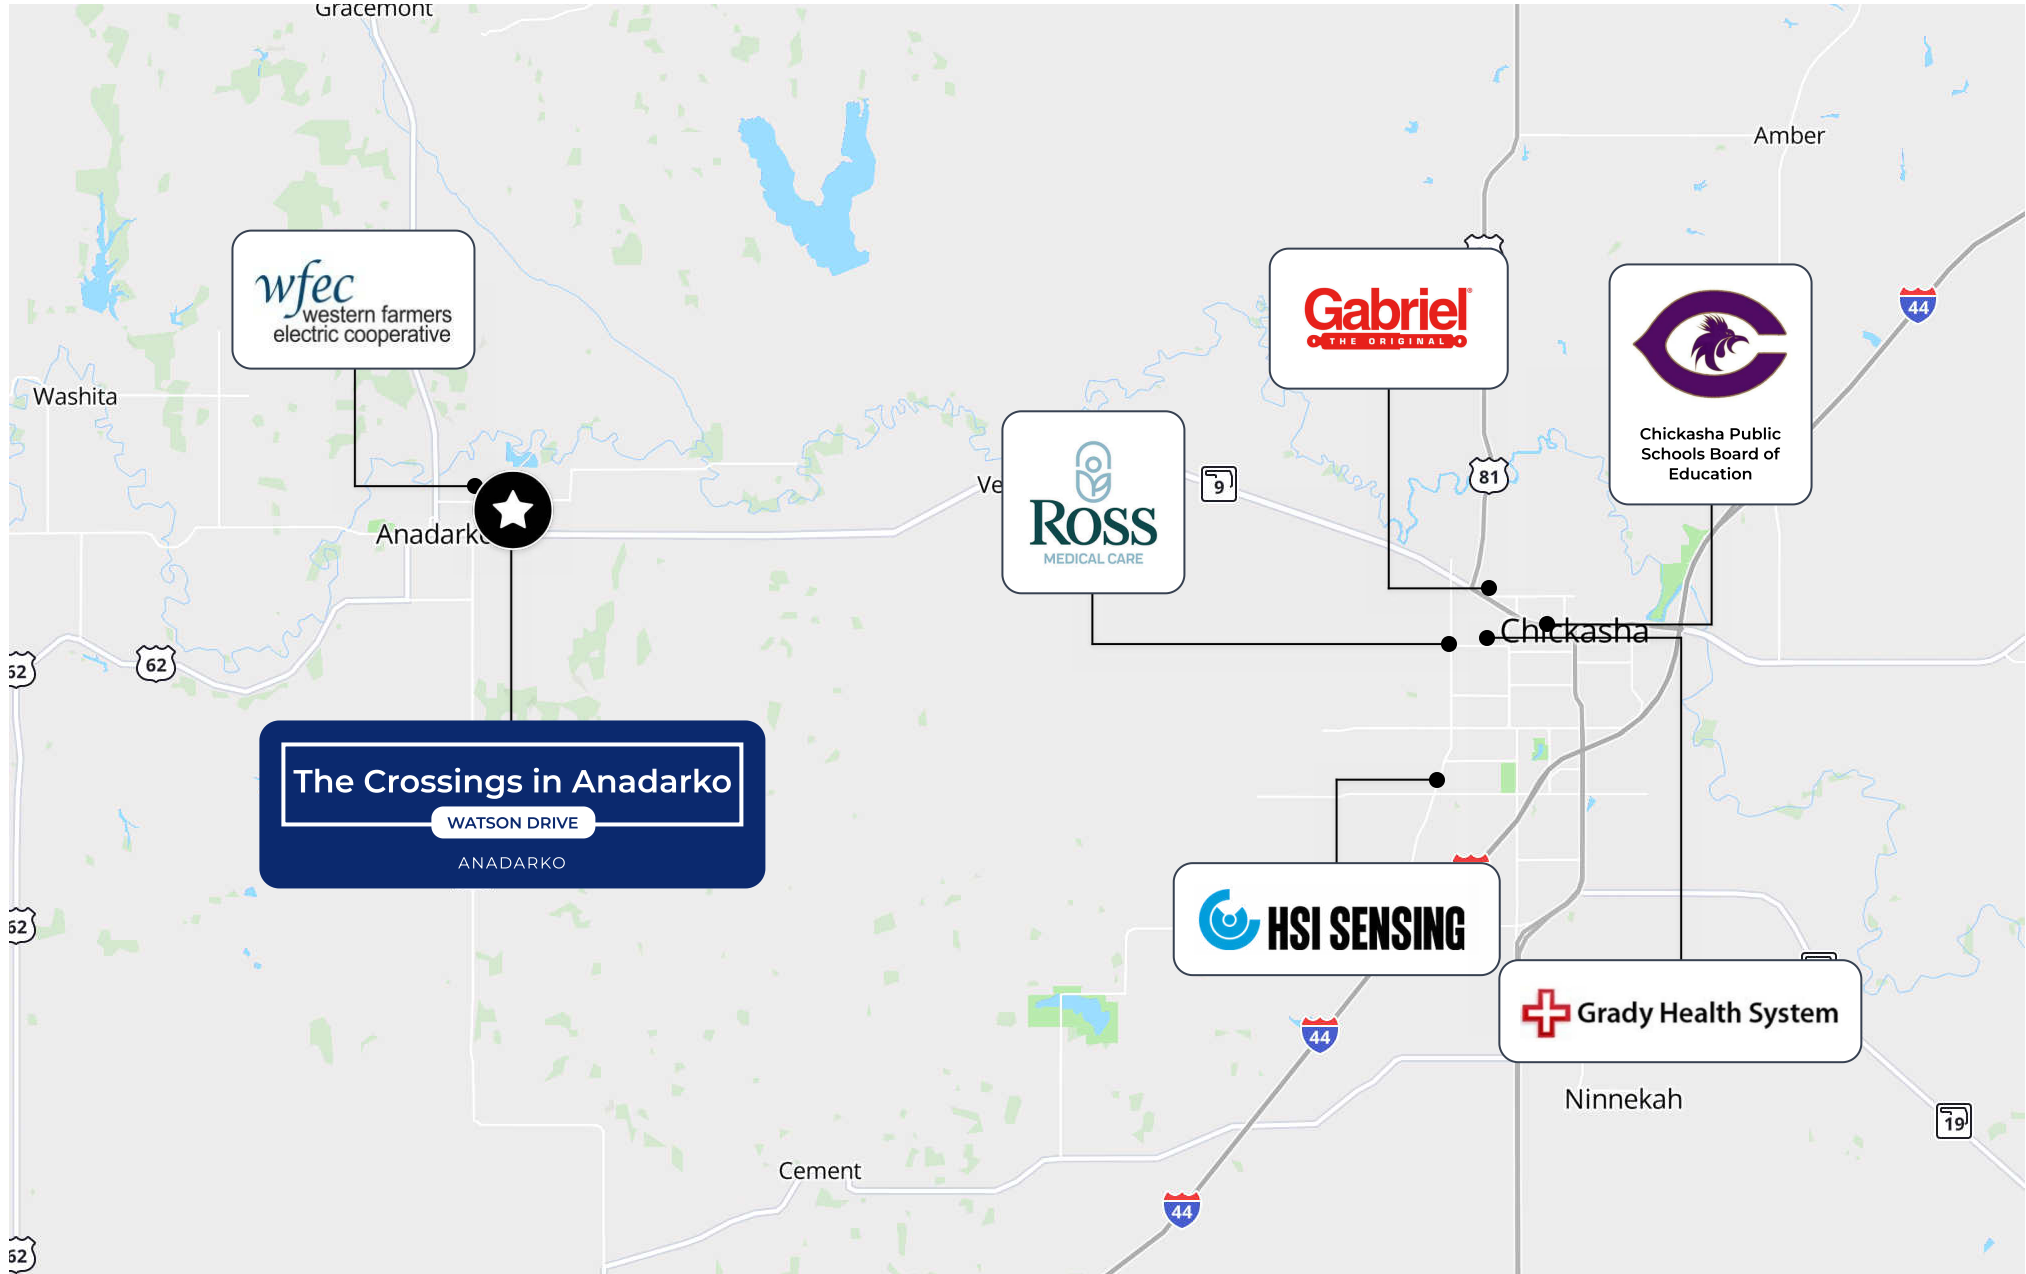 Gracemont
Amber
wfec
western farmers
electric cooperative
Gabriel®
THE ORIGINAL
44
Chickasha Public
Schools Board of
Education
Washita
ROSS
MEDICAL CARE
Ve
9
81
Anadarko
Chickasha
62
62
The Crossings in Anadarko
WATSON DRIVE
ANADARKO
62
HSI SENSING
Grady Health System
44
Ninnekah
19
Cement
44
62